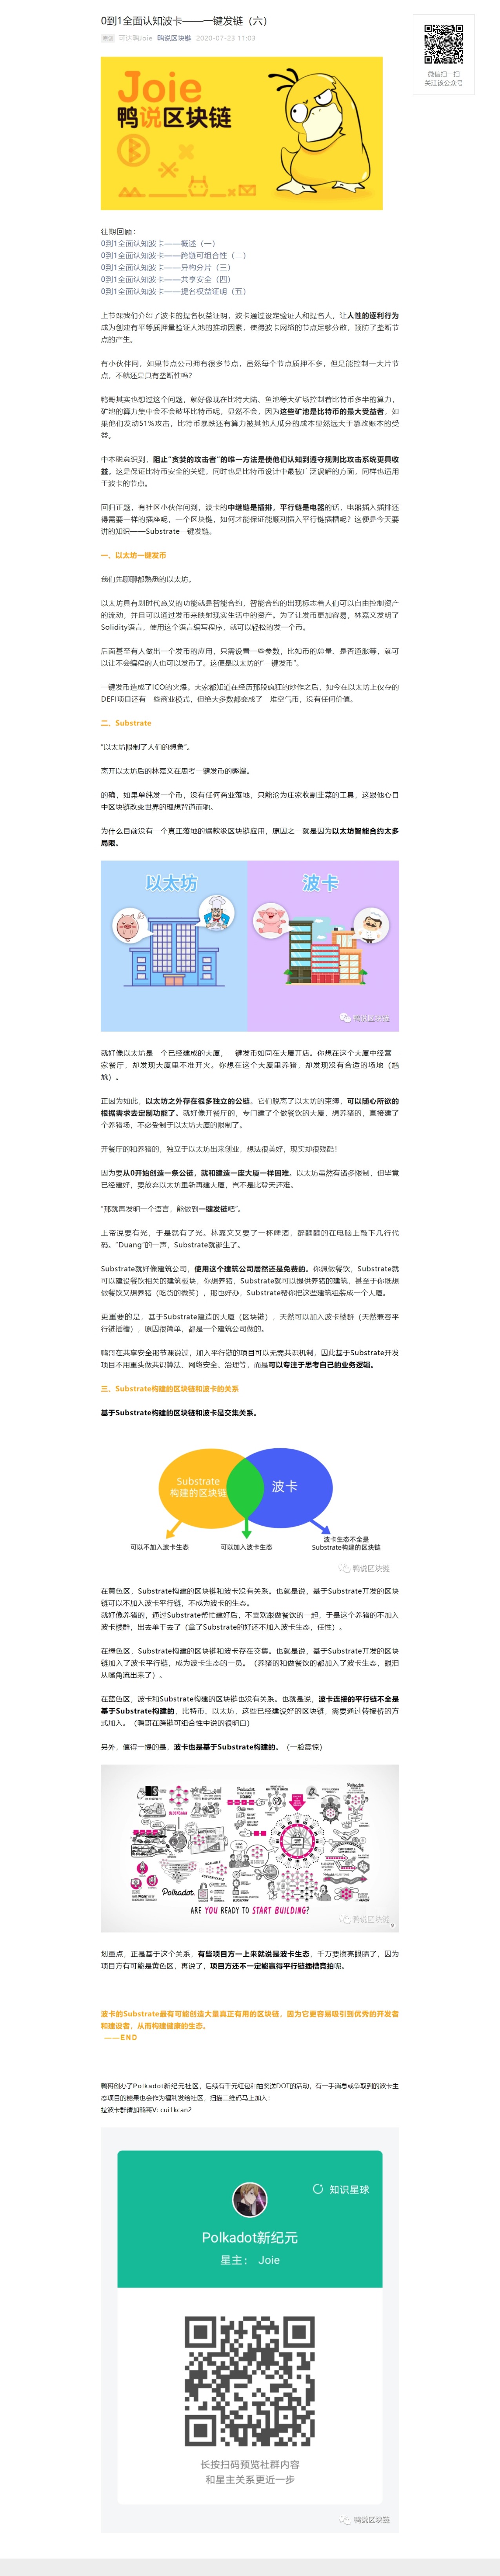 0到1全面认知波卡——一键发链（六）
可达鸭Joie 鸭说区块链 2020-07-23 11:03
微信扫一扫
关注该公众号
Joie
鸭说区块链
往期回顾：
0到1全面认知波卡——概述（一）
0到1全面认知波卡——跨链可组合性（二）
0到1全面认知波卡——异构分片（三）
0到1全面认知波卡——共享安全（四）
0到1全面认知波卡——提名权益证明（五）
上节课我们介绍了波卡的提名权益证明，波卡通过设定验证人和提名人，让人性的逐利行为
成为创建有平等质押量验证人池的推动因素，使得波卡网络的节点足够分散，预防了垄断节
点的产生。
有小伙伴问，如果节点公司拥有很多节点，虽然每个节点质押不多，但是能控制一大片节
点，不就还是具有垄断性吗？
鸭哥其实也想过这个问题，就好像现在比特大陆、鱼池等大矿场控制着比特币多半的算力，
矿池的算力集中会不会破坏比特币呢，显然不会，因为这些矿池是比特币的最大受益者，如
果他们发动51%攻击，比特币暴跌还有算力被其他人瓜分的成本显然远大于篡改账本的受
益。
中本聪意识到，阻止“贪婪的攻击者”的唯一方法是使他们认知到遵守规则比攻击系统更具收
益。这是保证比特币安全的关键，同时也是比特币设计中最被广泛误解的方面，同样也适用
于波卡的节点。
回归正题，有社区小伙伴问到，波卡的中继链是插排，平行链是电器的话，电器插入插排还
得需要一样的插座呢，一个区块链，如何才能保证能顺利插入平行链插槽呢？这便是今天要
讲的知识——Substrate一键发链。
一、以太坊一键发币
我们先聊聊都熟悉的以太坊。
以太坊具有划时代意义的功能就是智能合约，智能合约的出现标志着人们可以自由控制资产
的流动，并且可以通过发币来映射现实生活中的资产。为了让发币更加容易，林嘉文发明了
Solidity语言，使用这个语言编写程序，就可以轻松的发一个币。
后面甚至有人做出一个发币的应用，只需设置一些参数，比如币的总量、是否通胀等，就可
以让不会编程的人也可以发币了。这便是以太坊的“一键发币”。
一键发币造成了ICO的火爆。大家都知道在经历那段疯狂的炒作之后，如今在以太坊上仅存的
DEFI项目还有一些商业模式，但绝大多数都变成了一堆空气币，没有任何价值。
二、Substrate
“以太坊限制了人们的想象”。
离开以太坊后的林嘉文在思考一键发币的弊端。
的确，如果单纯发一个币，没有任何商业落地，只能沦为庄家收割韭菜的工具，这跟他心目
中区块链改变世界的理想背道而驰。
为什么目前没有一个真正落地的爆款级区块链应用，原因之一就是因为以太坊智能合约太多
局限。
以太坊
波卡
鸭说区块链
就好像以太坊是一个已经建成的大厦，一键发币如同在大厦开店。你想在这个大厦中经营一
家餐厅，却发现大厦里不准开火。你想在这个大厦里养猪，却发现没有合适的场地（尴
尬）。
正因为如此，以太坊之外存在很多独立的公链。它们脱离了以太坊的束缚，可以随心所欲的
根据需求去定制功能了。就好像开餐厅的，专门建了个做餐饮的大厦，想养猪的，直接建了
个养猪场，不必受制于以太坊大厦的限制了。
开餐厅的和养猪的，独立于以太坊出来创业，想法很美好，现实却很残酷！
因为要从0开始创造一条公链，就和建造一座大厦一样困难。以太坊虽然有诸多限制，但毕竟
已经建好，要放弃以太坊重新再建大厦，岂不是比登天还难。
“那就再发明一个语言，能做到一键发链吧”。
上帝说要有光，于是就有了光。林嘉文又要了一杯啤酒，醉醺醺的在电脑上敲下几行代
码。“Duang”的一声，Substrate就诞生了。
Substrate就好像建筑公司，使用这个建筑公司居然还是免费的。你想做餐饮，Substrate就
可以建设餐饮相关的建筑板块，你想养猪，Substrate就可以提供养猪的建筑，甚至于你既想
做餐饮又想养猪（吃货的微笑），那也好办，Substrate帮你把这些建筑组装成一个大厦。
更重要的是，基于Substrate建造的大厦（区块链），天然可以加入波卡楼群（天然兼容平
行链插槽），原因很简单，都是一个建筑公司做的。
鸭哥在共享安全那节课说过，加入平行链的项目可以无需共识机制，因此基于Substrate开发
项目不用重头做共识算法、网络安全、治理等，而是可以专注于思考自己的业务逻辑。
三、Substrate构建的区块链和波卡的关系
基于Substrate构建的区块链和波卡是交集关系。
Substrate
构建的区块链
波卡
可以不加入波卡生态
可以加入波卡生态
波卡生态不全是
Substrate构建的区块链
鸭说区块链
在黄色区，Substrate构建的区块链和波卡没有关系。也就是说，基于Substrate开发的区块
链可以不加入波卡平行链，不成为波卡的生态。
就好像养猪的，通过Substrate帮忙建好后，不喜欢跟做餐饮的一起，于是这个养猪的不加入
波卡楼群，出去单干去了（拿了Substrate的好还不加入波卡生态，任性）。
在绿色区，Substrate构建的区块链和波卡存在交集。也就是说，基于Substrate开发的区块
链加入了波卡平行链，成为波卡生态的一员。（养猪的和做餐饮的都加入了波卡生态，眼泪
从嘴角流出来了）。
在蓝色区，波卡和Substrate构建的区块链也没有关系。也就是说，波卡连接的平行链不全是
基于Substrate构建的，比特币、以太坊，这些已经建设好的区块链，需要通过转接桥的方
式加入。（鸭哥在跨链可组合性中说的很明白）
另外，值得一提的是，波卡也是基于Substrate构建的。（一脸震惊）
Polkadot
ARE YOU READY TO START BUILDING?
鸭说区块链
划重点，正是基于这个关系，有些项目方一上来就说是波卡生态，千万要擦亮眼睛了，因为
项目方有可能是黄色区，再说了，项目方还不一定能赢得平行链插槽竞拍呢。
波卡的Substrate最有可能创造大量真正有用的区块链，因为它更容易吸引到优秀的开发者
和建设者，从而构建健康的生态。
——END
鸭哥创办了Polkadot新纪元社区，后续有千元红包和抽奖送DOT的活动，有一手消息或争取到的波卡生
态项目的糖果也会作为福利发给社区，扫描二维码马上加入：
拉波卡群请加鸭哥V: cui1kcan2
知识星球
Polkadot新纪元
星主： Joie
长按扫码预览社群内容
和星主关系更近一步
鸭说区块链